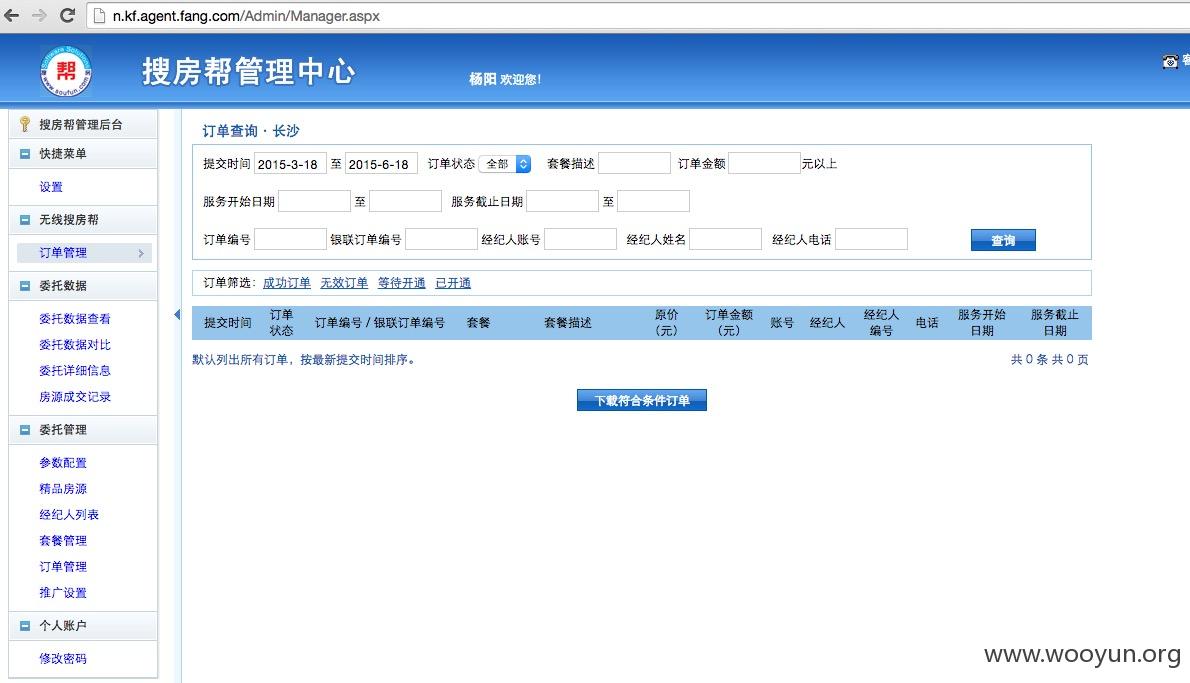 n.kf.agent.fang.com/Admin/Manager.aspx
帮
www.soufun.com
搜房帮管理中心
杨阳 欢迎您!
搜房帮管理后台
快捷菜单
设置
无线搜房帮
订单管理
委托数据
委托数据查看
委托数据对比
委托详细信息
房源成交记录
委托管理
参数配置
精品房源
经纪人列表
套餐管理
订单管理
推广设置
个人账户
修改密码
订单查询 · 长沙
提交时间 2015-3-18 至 2015-6-18 订单状态 全部 套餐描述 订单金额 元以上
服务开始日期 至 服务截止日期 至
订单编号 银联订单编号 经纪人账号 经纪人姓名 经纪人电话 查询
订单筛选: 成功订单 无效订单 等待开通 已开通
提交时间 订单状态 订单编号 / 银联订单编号 套餐 套餐描述 原价(元) 订单金额(元) 账号 经纪人 经纪人编号 电话 服务开始日期 服务截止日期
默认列出所有订单，按最新提交时间排序。 共 0 条 共 0 页
下载符合条件订单
www.wooyun.org